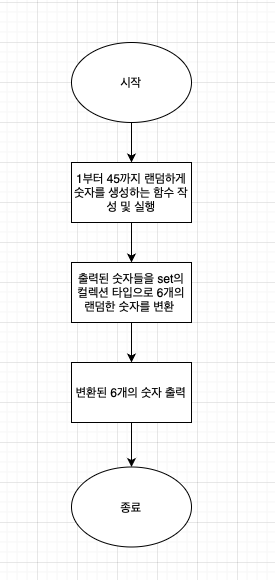 시작
1부터 45까지 랜덤하게
숫자를 생성하는 함수 작
성 및 실행
출력된 숫자들을 set의
컬렉션 타입으로 6개의
랜덤한 숫자를 변환
변환된 6개의 숫자 출력
종료